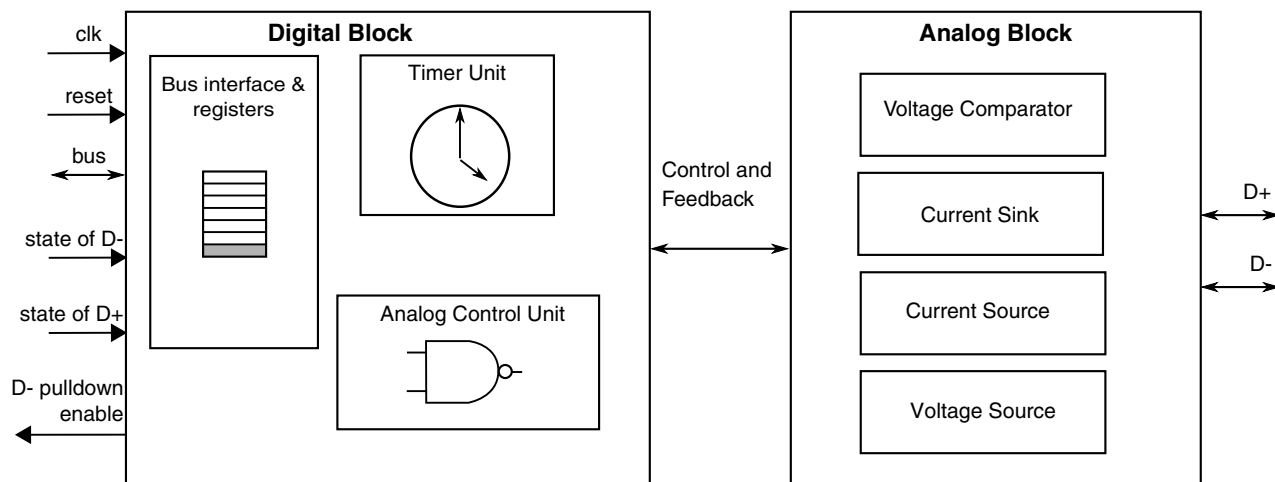 clk
reset
bus
state of D-
state of D+
D- pulldown
enable
Digital Block
Bus interface &
registers
Timer Unit
Analog Control Unit
Control and
Feedback
Analog Block
Voltage Comparator
Current Sink
Current Source
Voltage Source
D+
D-